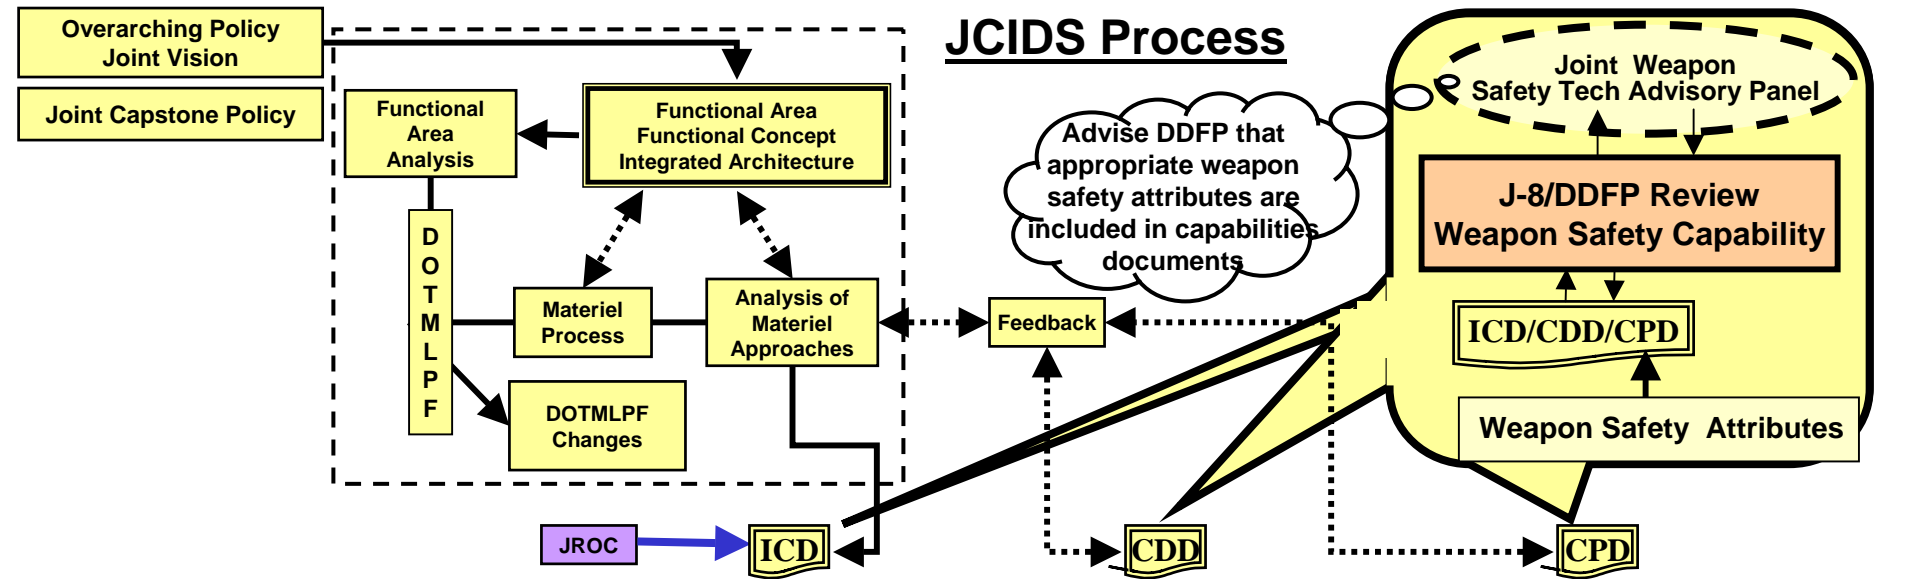 Overarching Policy
Joint Vision
Joint Capstone Policy
JCIDS Process
Functional
Area
Analysis
Functional Area
Functional Concept
Integrated Architecture
D
O
T
M
L
P
F
Materiel
Process
Analysis of
Materiel
Approaches
DOTMLPF
Changes
Feedback
Advise DDFP that
appropriate weapon
safety attributes are
included in capabilities
documents
Joint Weapon
Safety Tech Advisory Panel
J-8/DDFP Review
Weapon Safety Capability
ICD/CDD/CPD
Weapon Safety Attributes
JROC
ICD
CDD
CPD